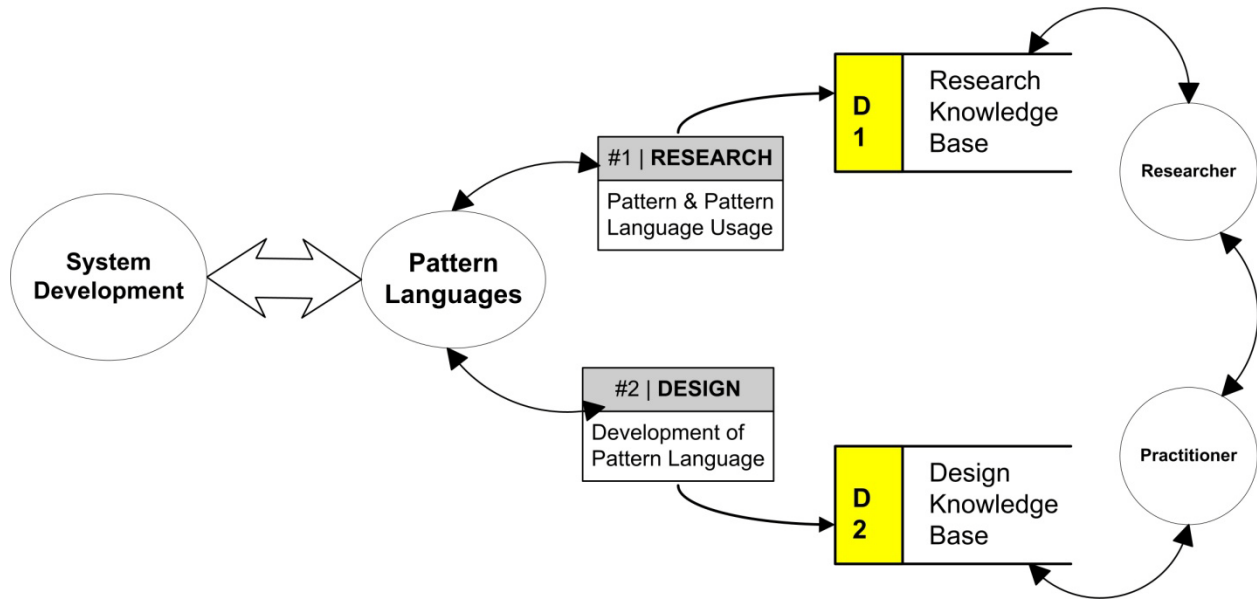 System
Development
Pattern
Languages
#1 | RESEARCH
Pattern & Pattern
Language Usage
#2 | DESIGN
Development of
Pattern Language
D
1
Research
Knowledge
Base
D
2
Design
Knowledge
Base
Researcher
Practitioner